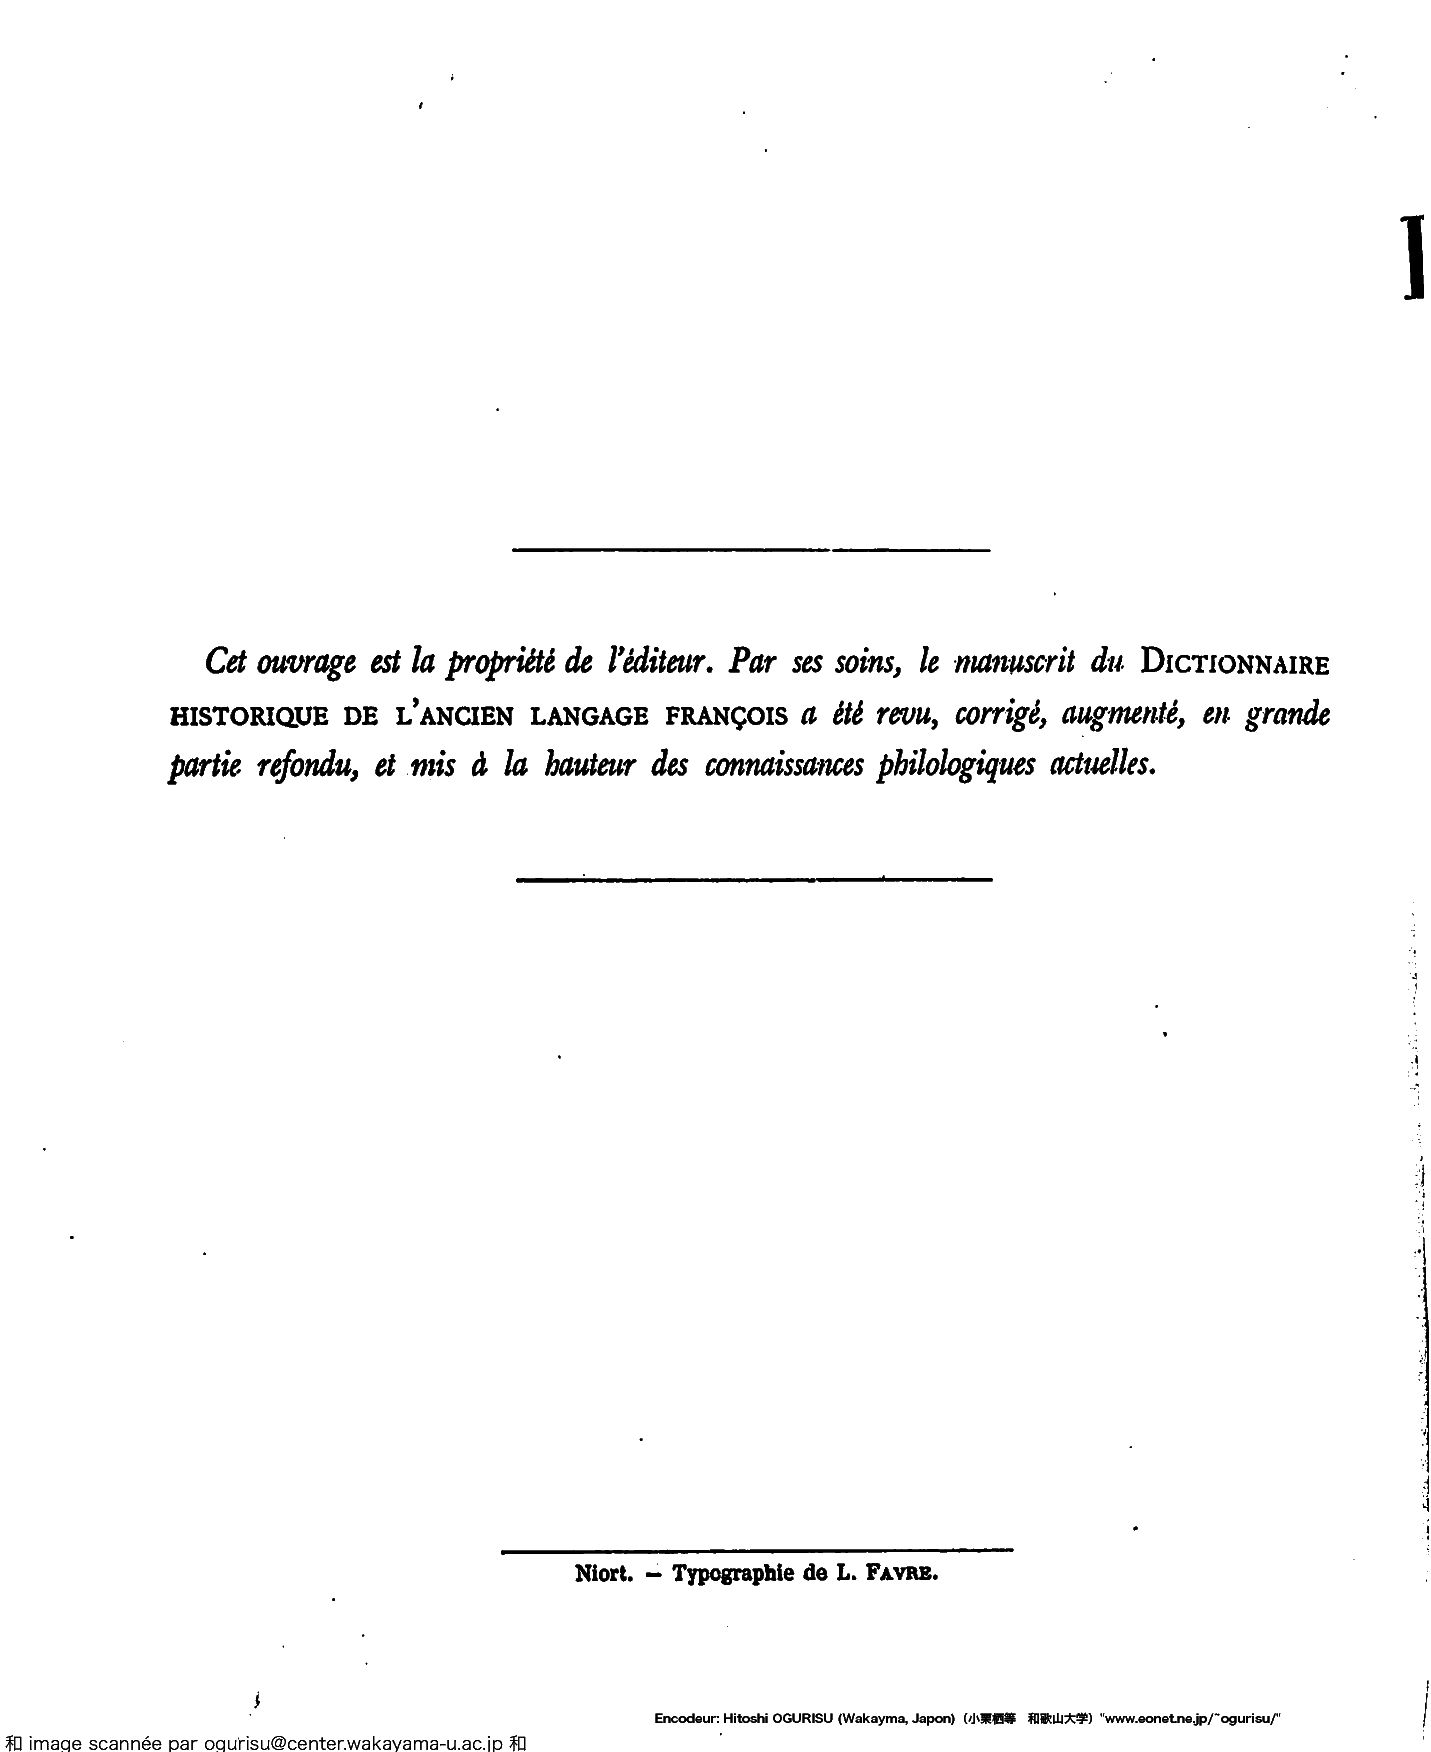 Cet ouvrage est la propriété de l'éditeur. Par ses soins, le manuscrit du DICTIONNAIRE
HISTORIQUE DE L'ANCIEN LANGAGE FRANÇOIS a été revu, corrigé, augmenté, en grande
partie refondu, et mis à la hauteur des connaissances philologiques actuelles.
Niort. — Typographie de L. FAVRE.
Encodeur: Hitoshi OGURISU (Wakayma, Japon) (小栗栖等 和歌山大学) "www.eonet.ne.jp/~ogurisu/"
和 image scannée par ogurisu@center.wakayama-u.ac.jp 和